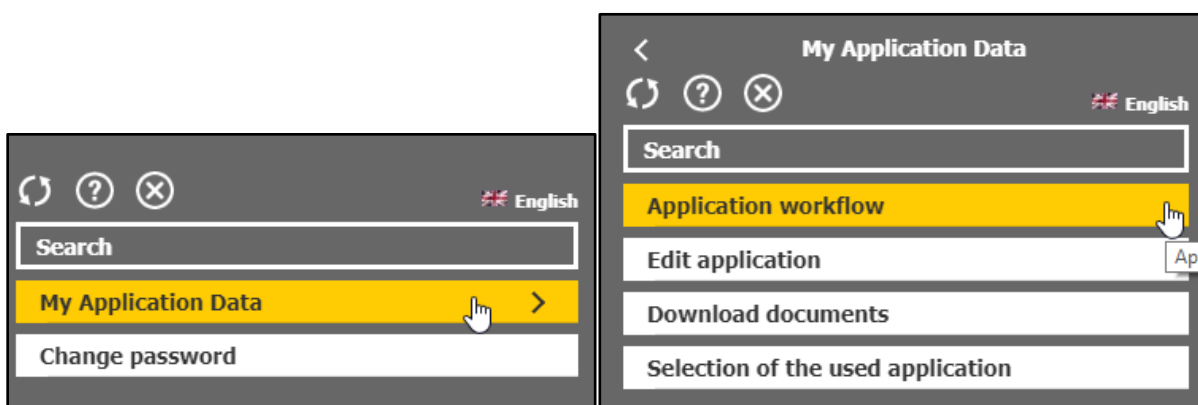 English
Search
My Application Data
Change password
My Application Data
English
Search
Application workflow
Ap
Edit application
Download documents
Selection of the used application